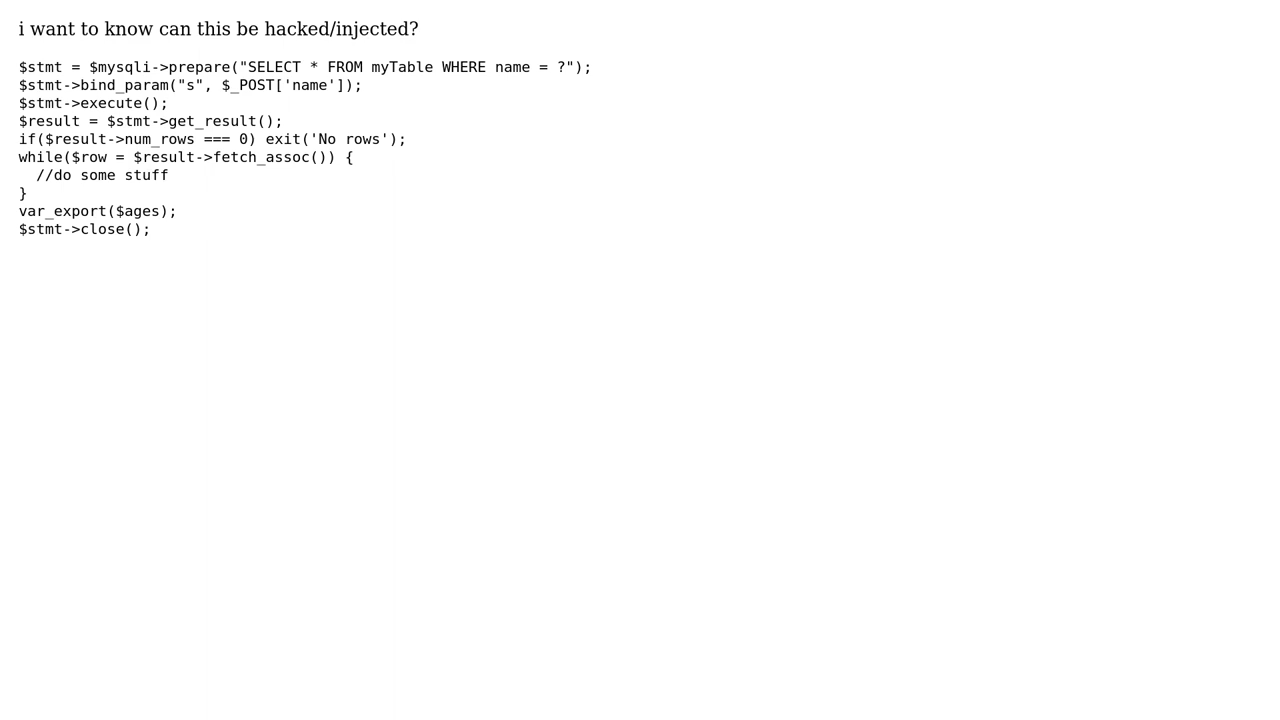 i want to know can this be hacked/injected?
$stmt = $mysqli->prepare("SELECT * FROM myTable WHERE name = ?");
$stmt->bind_param("s", $_POST['name']);
$stmt->execute();
$result = $stmt->get_result();
if($result->num_rows === 0) exit('No rows');
while($row = $result->fetch_assoc()) {
  //do some stuff
}
var_export($ages);
$stmt->close();